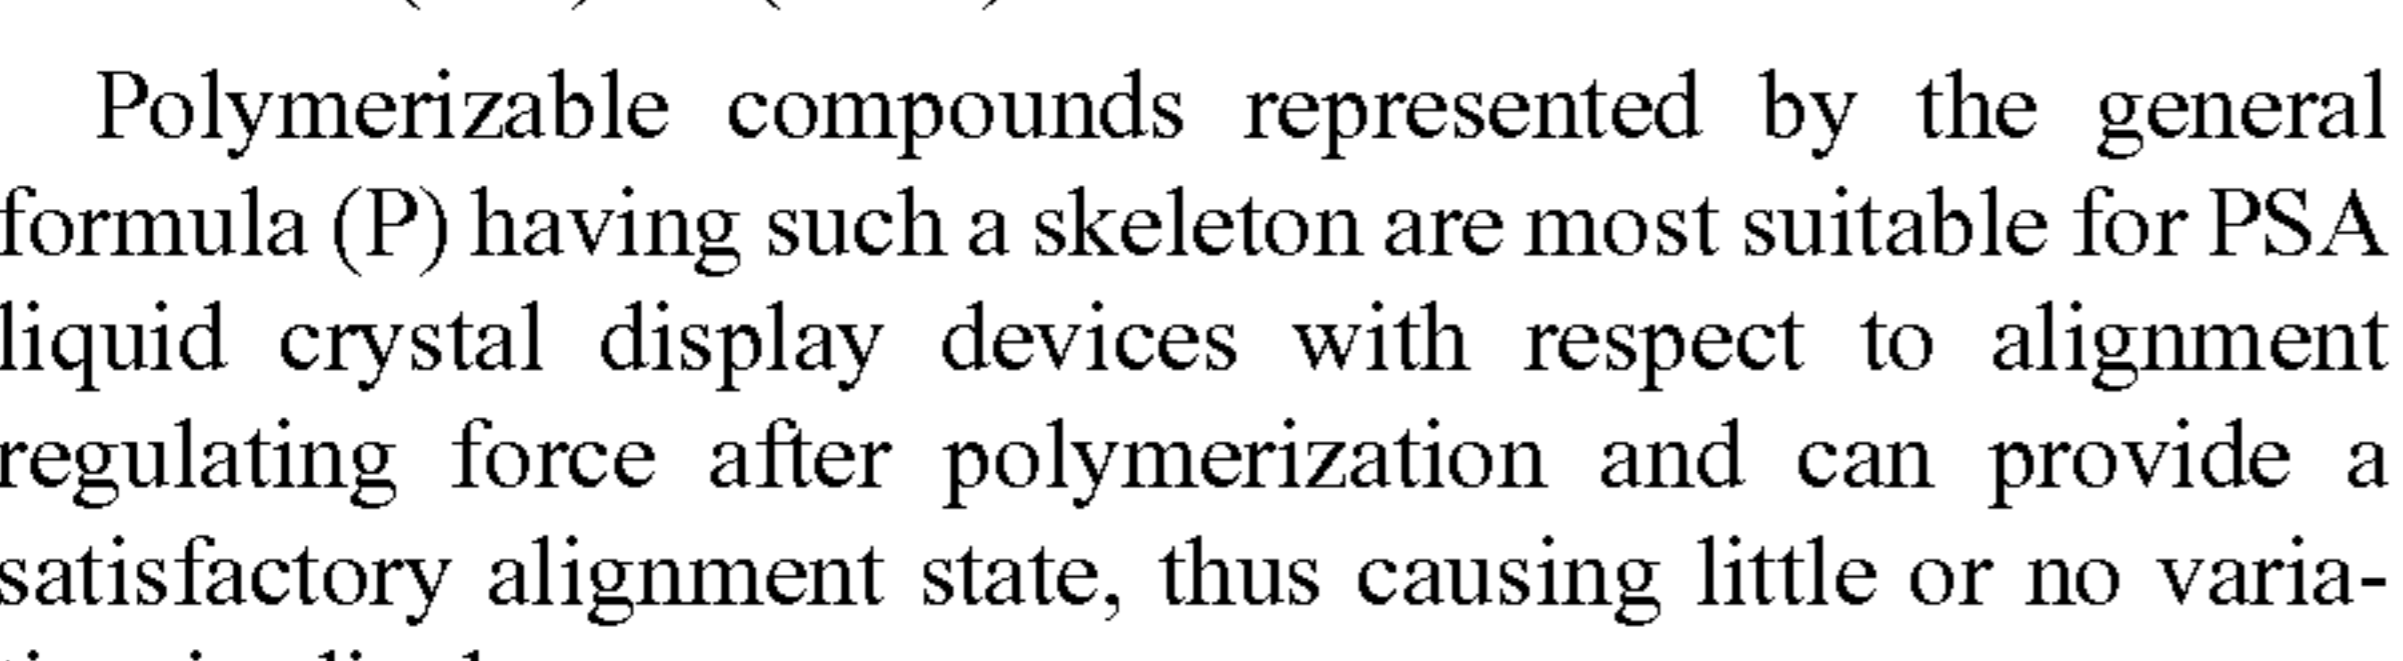 Polymerizable compounds represented by the general
formula (P) having such a skeleton are most suitable for PSA
liquid crystal display devices with respect to alignment
regulating force after polymerization and can provide a
satisfactory alignment state, thus causing little or no varia-